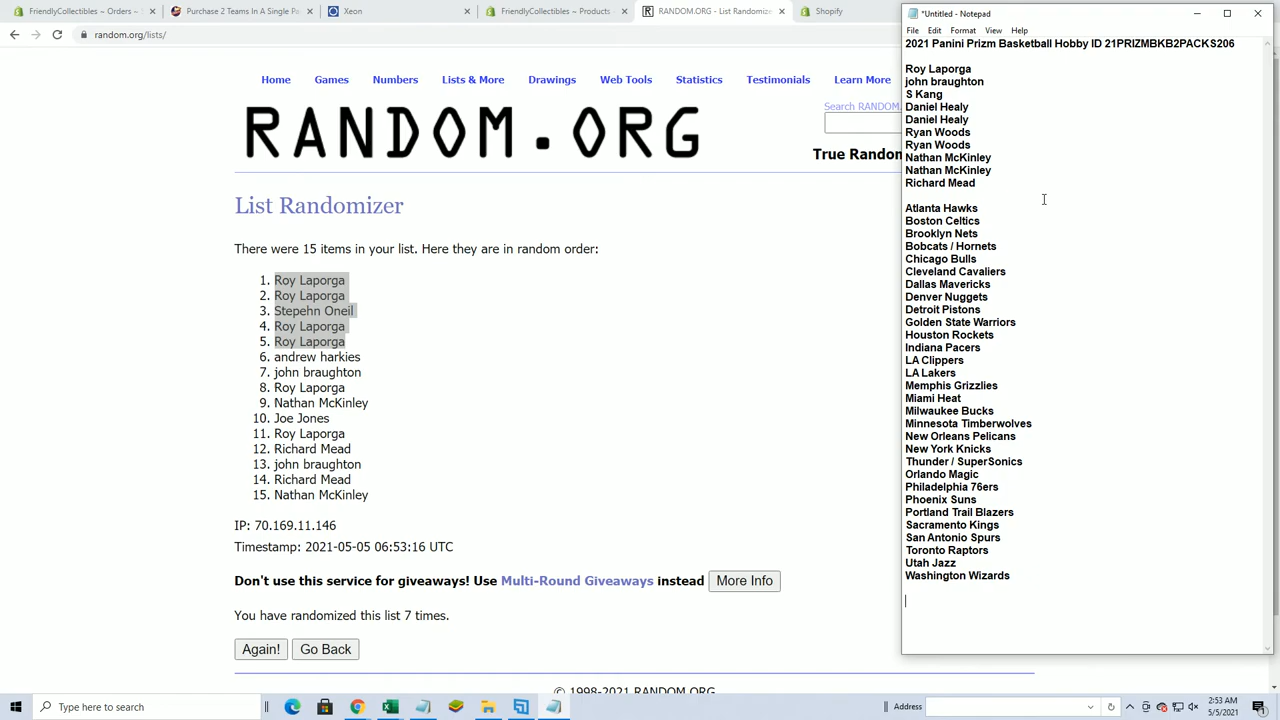 FriendlyCollectibles ~ Orders ~
Purchase 2 Teams In A Single Pa
Xeon
FriendlyCollectibles ~ Products
RANDOM.ORG - List Randomizer
Shopify
random.org/lists/
Home Games Numbers Lists & More Drawings Web Tools Statistics Testimonials Learn More
RANDOM.ORG
Search RANDOM.
True Random
List Randomizer
There were 15 items in your list. Here they are in random order:
1. Roy Laporga
2. Roy Laporga
3. Stepehn Oneil
4. Roy Laporga
5. Roy Laporga
6. andrew harkies
7. john braughton
8. Roy Laporga
9. Nathan McKinley
10. Joe Jones
11. Roy Laporga
12. Richard Mead
13. john braughton
14. Richard Mead
15. Nathan McKinley
IP: 70.169.11.146
Timestamp: 2021-05-05 06:53:16 UTC
Don't use this service for giveaways! Use Multi-Round Giveaways instead More Info
You have randomized this list 7 times.
Again! Go Back
© 1998-2021 RANDOM.ORG
*Untitled - Notepad
File Edit Format View Help
2021 Panini Prizm Basketball Hobby ID 21PRIZMBKB2PACKS206
Roy Laporga
john braughton
S Kang
Daniel Healy
Daniel Healy
Ryan Woods
Ryan Woods
Nathan McKinley
Nathan McKinley
Richard Mead
Atlanta Hawks
Boston Celtics
Brooklyn Nets
Bobcats / Hornets
Chicago Bulls
Cleveland Cavaliers
Dallas Mavericks
Denver Nuggets
Detroit Pistons
Golden State Warriors
Houston Rockets
Indiana Pacers
LA Clippers
LA Lakers
Memphis Grizzlies
Miami Heat
Milwaukee Bucks
Minnesota Timberwolves
New Orleans Pelicans
New York Knicks
Thunder / SuperSonics
Orlando Magic
Philadelphia 76ers
Phoenix Suns
Portland Trail Blazers
Sacramento Kings
San Antonio Spurs
Toronto Raptors
Utah Jazz
Washington Wizards
Type here to search
Address
2:53 AM
5/5/2021